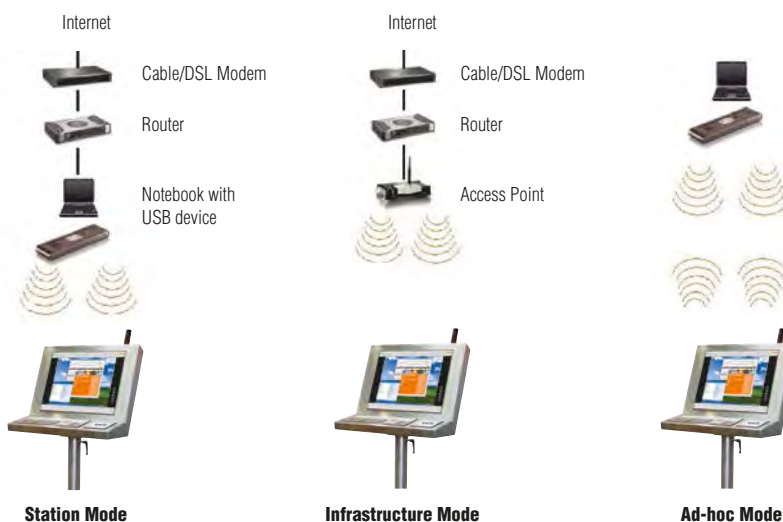 Internet
Cable/DSL Modem
Router
Notebook with
USB device
Station Mode
Internet
Cable/DSL Modem
Router
Access Point
Infrastructure Mode
Ad-hoc Mode